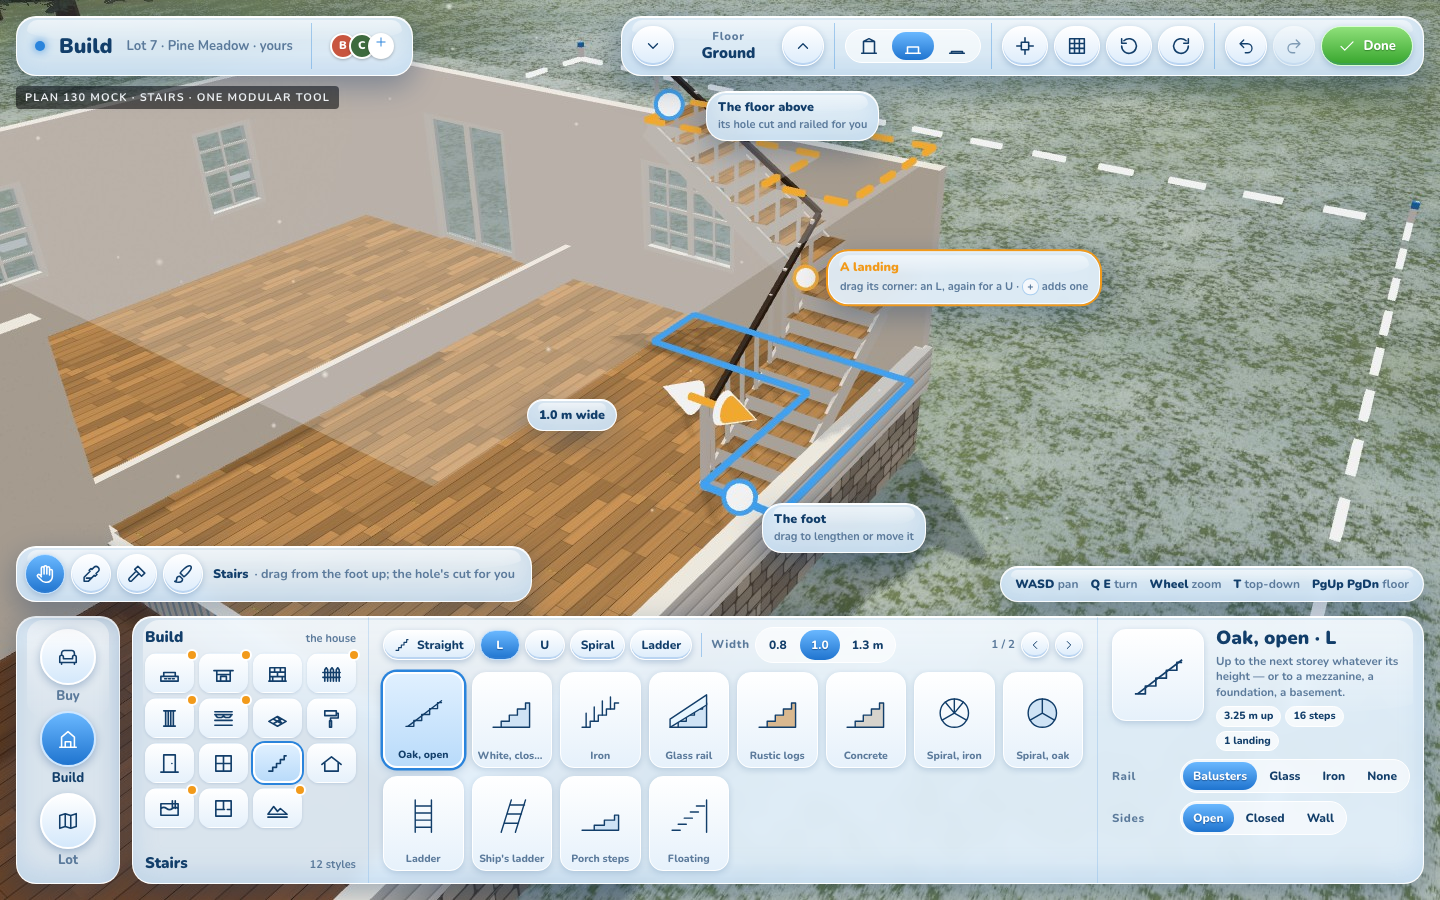 Build
Lot 7 · Pine Meadow · yours
B C +
Floor
Ground
Done
PLAN 130 MOCK · STAIRS · ONE MODULAR TOOL
The floor above
its hole cut and railed for you
A landing
drag its corner: an L, again for a U · + adds one
1.0 m wide
The foot
drag to lengthen or move it
Stairs · drag from the foot up; the hole's cut for you
WASD pan Q E turn Wheel zoom T top-down PgUp PgDn floor
Buy
Build
Lot
Build
the house
Stairs
12 styles
Straight
L
U
Spiral
Ladder
Width
0.8
1.0
1.3 m
1 / 2
Oak, open
White, clos...
Iron
Glass rail
Rustic logs
Concrete
Spiral, iron
Spiral, oak
Ladder
Ship's ladder
Porch steps
Floating
Oak, open · L
Up to the next storey whatever its
height — or to a mezzanine, a
foundation, a basement.
3.25 m up
16 steps
1 landing
Rail
Balusters
Glass
Iron
None
Sides
Open
Closed
Wall